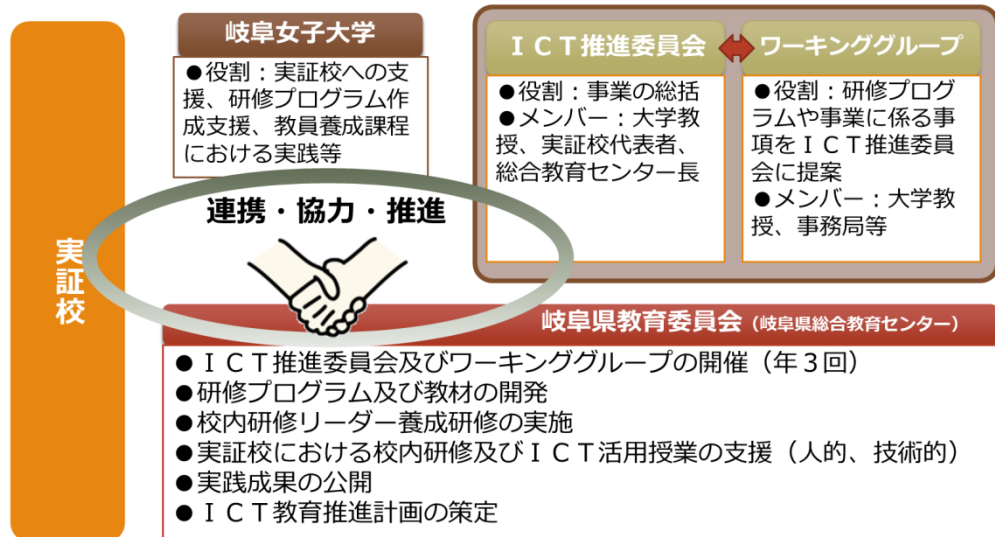 実証校
岐阜女子大学
●役割：実証校への支
援、研修プログラム作
成支援、教員養成課程
における実践等
ＩＣＴ推進委員会
●役割：事業の総括
●メンバー：大学教
授、実証校代表者、
総合教育センター長
ワーキンググループ
●役割：研修プログ
ラムや事業に係る事
項をＩＣＴ推進委員
会に提案
●メンバー：大学教
授、事務局等
連携・協力・推進
岐阜県教育委員会（岐阜県総合教育センター）
●ＩＣＴ推進委員会及びワーキンググループの開催（年３回）
●研修プログラム及び教材の開発
●校内研修リーダー養成研修の実施
●実証校における校内研修及びＩＣＴ活用授業の支援（人的、技術的）
●実践成果の公開
●ＩＣＴ教育推進計画の策定